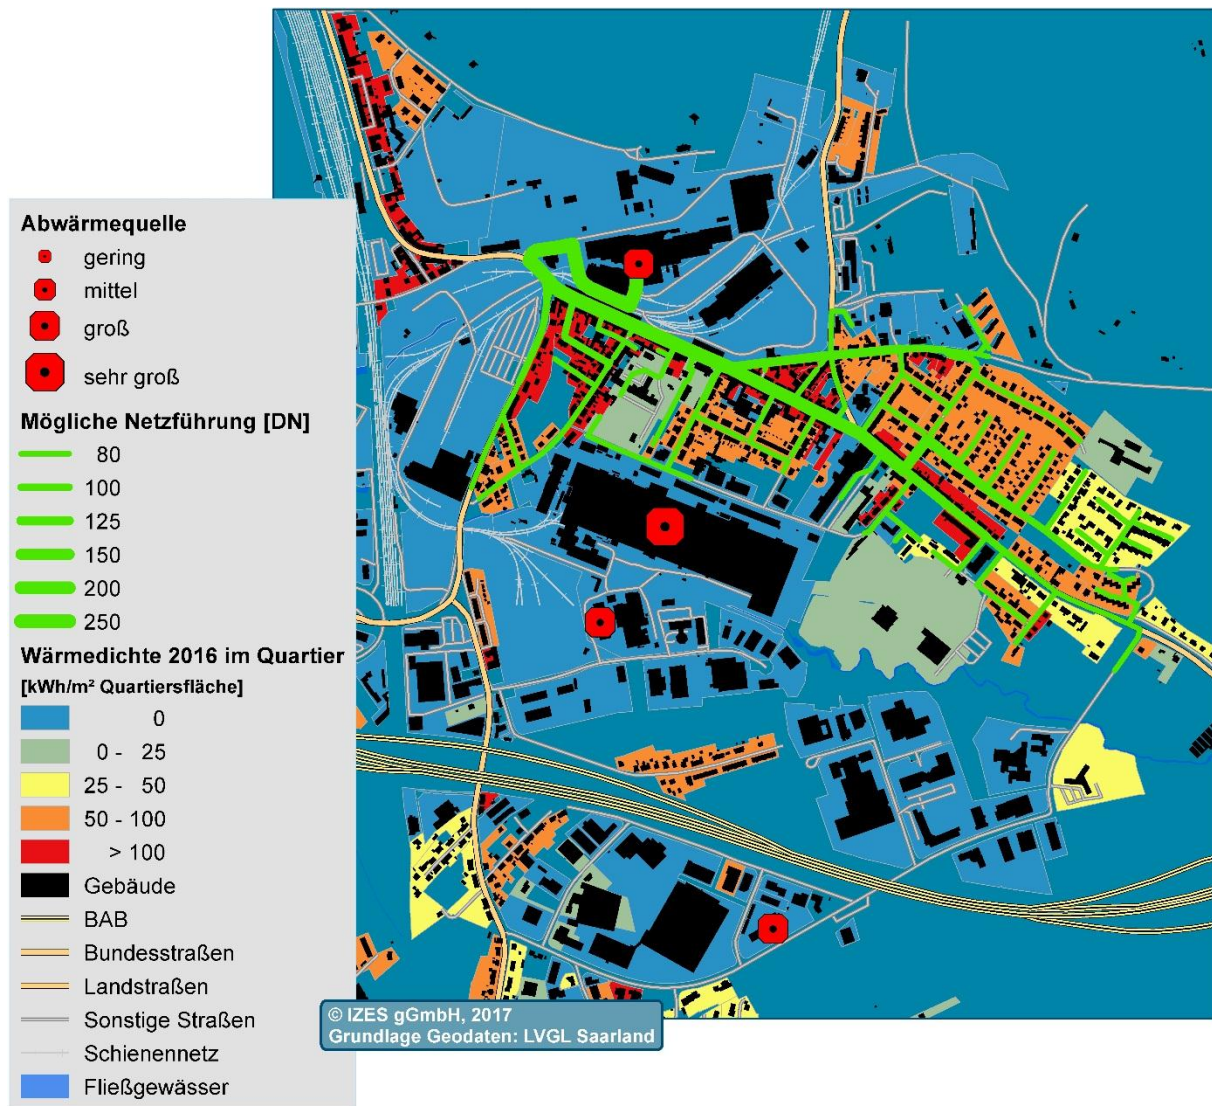 Abwärmequelle
gering
mittel
groß
sehr groß
Mögliche Netzführung [DN]
80
100
125
150
200
250
Wärmedichte 2016 im Quartier
[kWh/m² Quartiersfläche]
0
0 - 25
25 - 50
50 - 100
> 100
Gebäude
BAB
Bundesstraßen
Landstraßen
Sonstige Straßen
Schienennetz
Fließgewässer
© IZES gGmbH, 2017
Grundlage Geodaten: LVGL Saarland